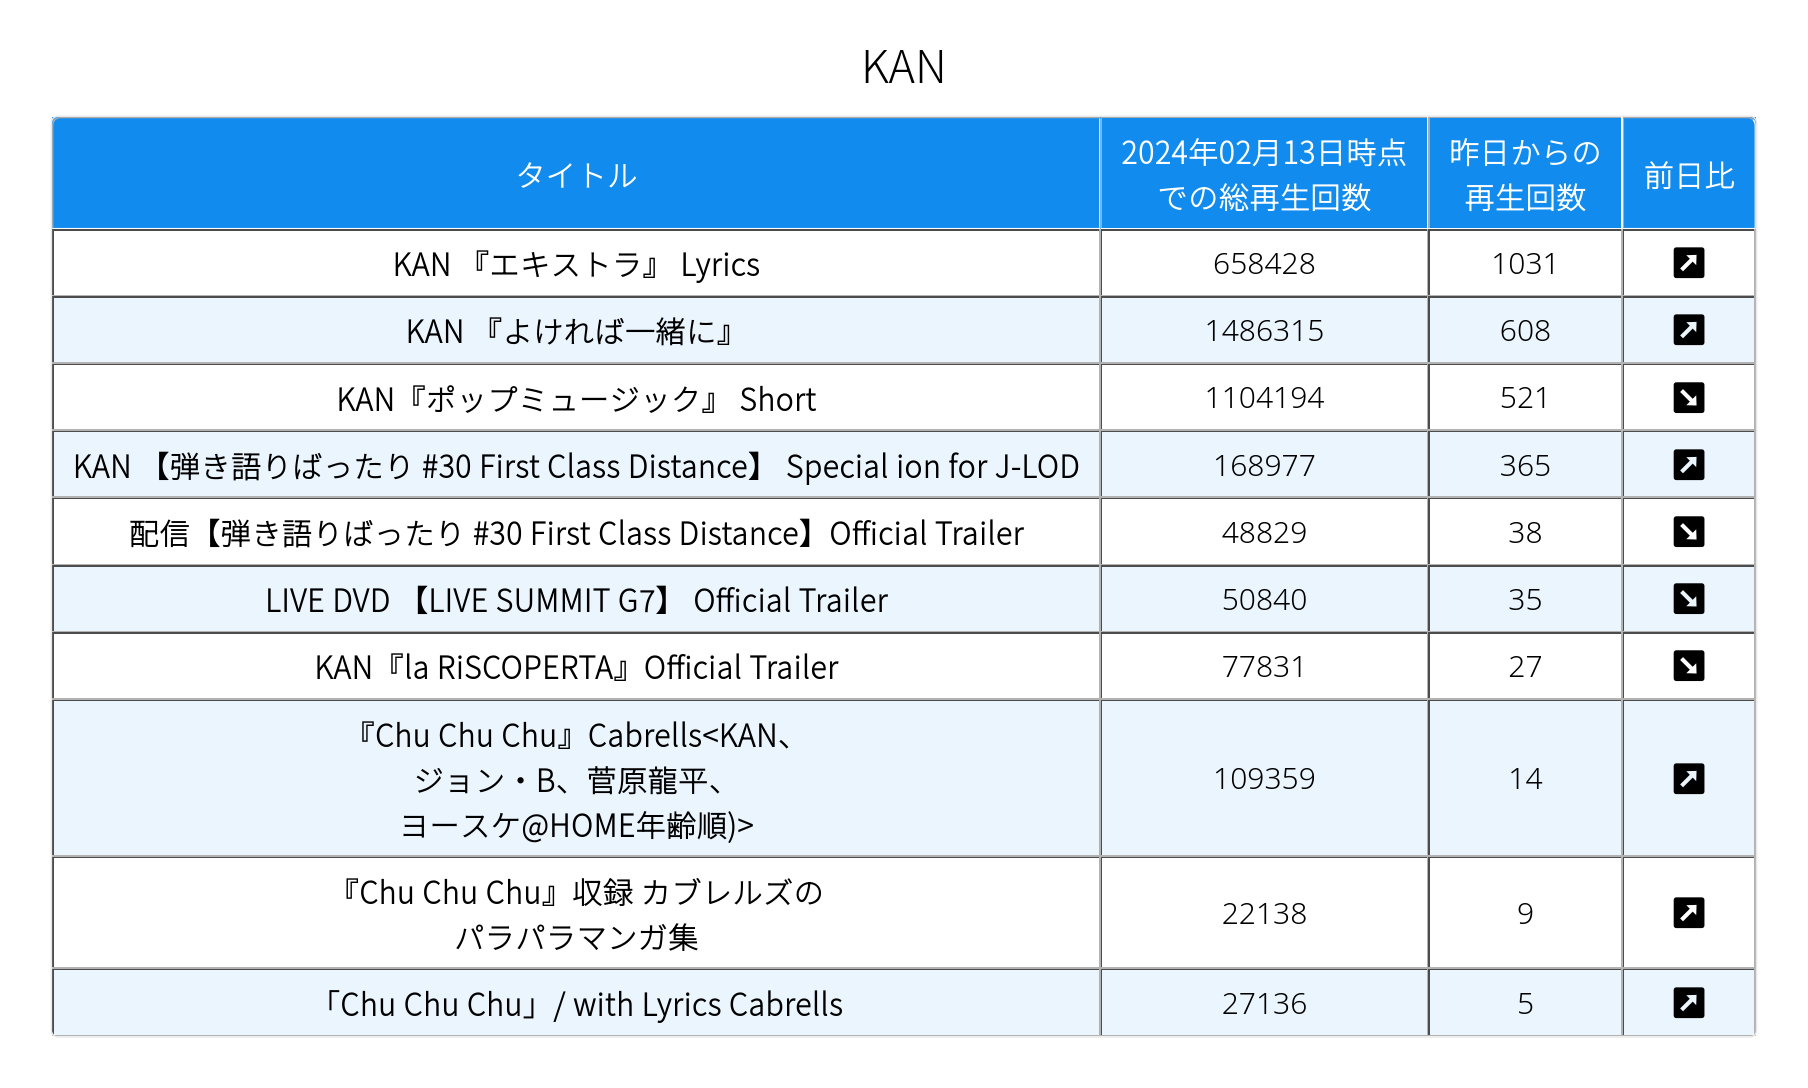 KAN
タイトル
2024年02月13日時点
での総再生回数
昨日からの
再生回数
前日比
KAN 『エキストラ』 Lyrics
658428
1031
KAN 『よければ一緒に』
1486315
608
KAN『ポップミュージック』 Short
1104194
521
KAN 【弾き語りばったり #30 First Class Distance】 Special ion for J-LOD
168977
365
配信【弾き語りばったり #30 First Class Distance】Official Trailer
48829
38
LIVE DVD 【LIVE SUMMIT G7】 Official Trailer
50840
35
KAN『la RiSCOPERTA』Official Trailer
77831
27
『Chu Chu Chu』Cabrells<KAN、
ジョン・B、菅原龍平、
ヨースケ@HOME年齢順)>
109359
14
『Chu Chu Chu』収録 カブレルズの
パラパラマンガ集
22138
9
「Chu Chu Chu」/ with Lyrics Cabrells
27136
5